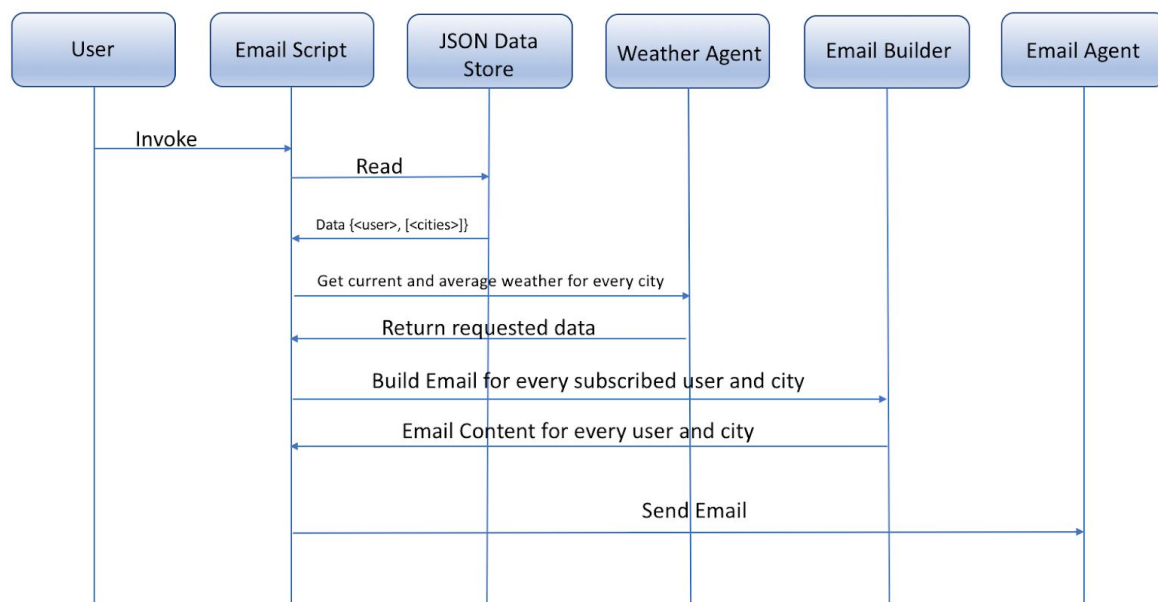 User
Email Script
JSON Data
Store
Weather Agent
Email Builder
Email Agent
Invoke
Read
Data {<user>, [<cities>]}
Get current and average weather for every city
Return requested data
Build Email for every subscribed user and city
Email Content for every user and city
Send Email